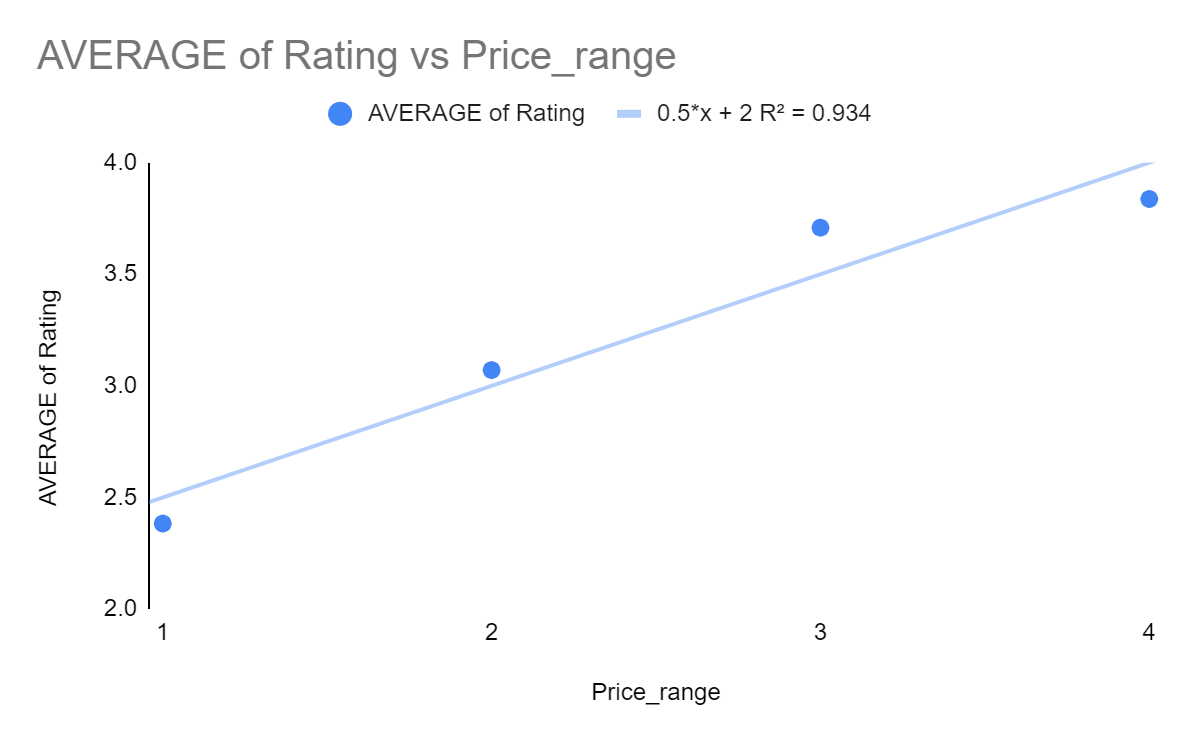 AVERAGE of Rating vs Price_range
AVERAGE of Rating 0.5*x + 2 R² = 0.934
4.0
3.5
3.0
2.5
2.0
AVERAGE of Rating
1 2 3 4
Price_range